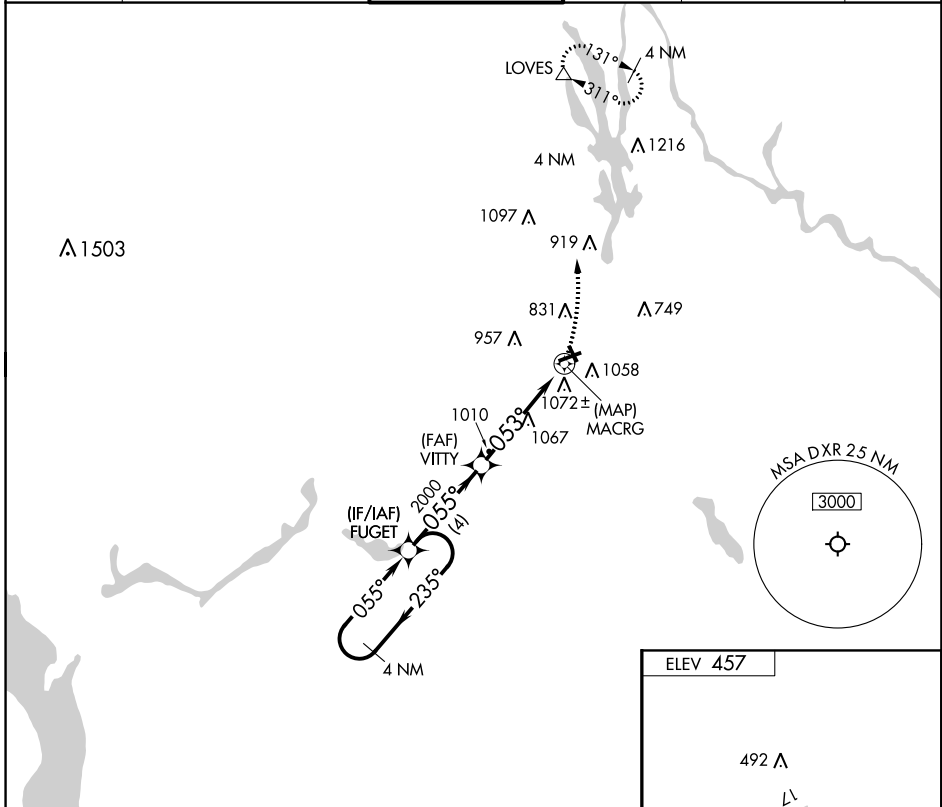 131°
4 NM
LOVES
311°
1216
4 NM
1097
919
1503
831
749
957
1058
1072±
(MAP)
MACRG
1010
053°
1067
(FAF)
VITTY
2000
055°
(4)
(IF/IAF)
FUGET
055°
235°
4 NM
MSA DXR 25 NM
3000
ELEV 457
492
17